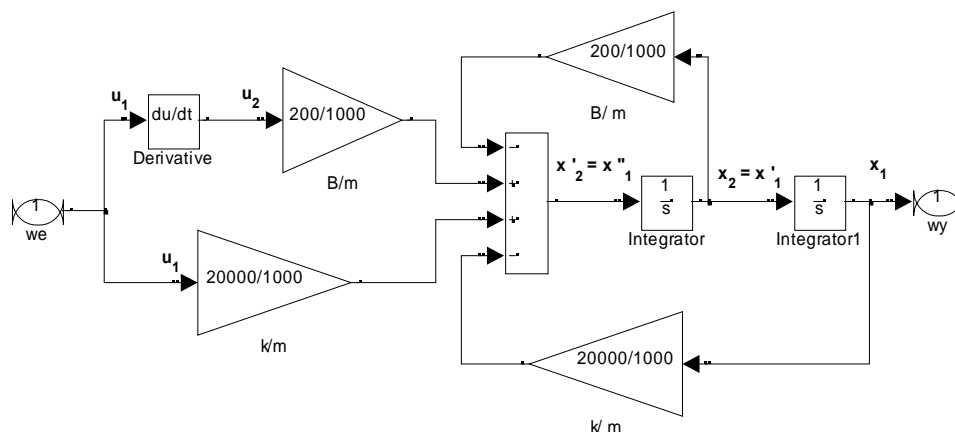 200/1000
B/ m
u1
du/dt
Derivative
u2
200/1000
B/m
1
we
u1
20000/1000
k/m
−
+
+
−
x'2 = x''1
1
s
Integrator
x2 = x'1
1
s
Integrator1
x1
1
wy
20000/1000
k/ m